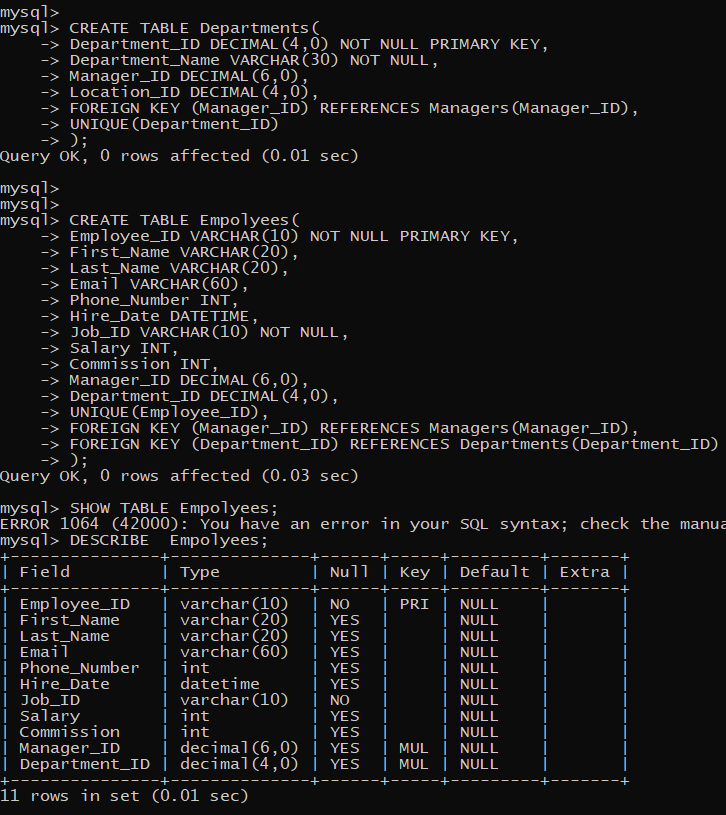 mysql>
mysql> CREATE TABLE Departments(
    -> Department_ID DECIMAL(4,0) NOT NULL PRIMARY KEY,
    -> Department_Name VARCHAR(30) NOT NULL,
    -> Manager_ID DECIMAL(6,0),
    -> Location_ID DECIMAL(4,0),
    -> FOREIGN KEY (Manager_ID) REFERENCES Managers(Manager_ID),
    -> UNIQUE(Department_ID)
    -> );
Query OK, 0 rows affected (0.01 sec)

mysql>
mysql>
mysql> CREATE TABLE Empolyees(
    -> Employee_ID VARCHAR(10) NOT NULL PRIMARY KEY,
    -> First_Name VARCHAR(20),
    -> Last_Name VARCHAR(20),
    -> Email VARCHAR(60),
    -> Phone_Number INT,
    -> Hire_Date DATETIME,
    -> Job_ID VARCHAR(10) NOT NULL,
    -> Salary INT,
    -> Commission INT,
    -> Manager_ID DECIMAL(6,0),
    -> Department_ID DECIMAL(4,0),
    -> UNIQUE(Employee_ID),
    -> FOREIGN KEY (Manager_ID) REFERENCES Managers(Manager_ID),
    -> FOREIGN KEY (Department_ID) REFERENCES Departments(Department_ID)
    -> );
Query OK, 0 rows affected (0.03 sec)

mysql> SHOW TABLE Empolyees;
ERROR 1064 (42000): You have an error in your SQL syntax; check the manua
mysql> DESCRIBE  Empolyees;
+---------------+--------------+------+-----+---------+-------+
| Field         | Type         | Null | Key | Default | Extra |
+---------------+--------------+------+-----+---------+-------+
| Employee_ID   | varchar(10)  | NO   | PRI | NULL    |       |
| First_Name    | varchar(20)  | YES  |     | NULL    |       |
| Last_Name     | varchar(20)  | YES  |     | NULL    |       |
| Email         | varchar(60)  | YES  |     | NULL    |       |
| Phone_Number  | int          | YES  |     | NULL    |       |
| Hire_Date     | datetime     | YES  |     | NULL    |       |
| Job_ID        | varchar(10)  | NO   |     | NULL    |       |
| Salary        | int          | YES  |     | NULL    |       |
| Commission    | int          | YES  |     | NULL    |       |
| Manager_ID    | decimal(6,0) | YES  | MUL | NULL    |       |
| Department_ID | decimal(4,0) | YES  | MUL | NULL    |       |
+---------------+--------------+------+-----+---------+-------+
11 rows in set (0.01 sec)